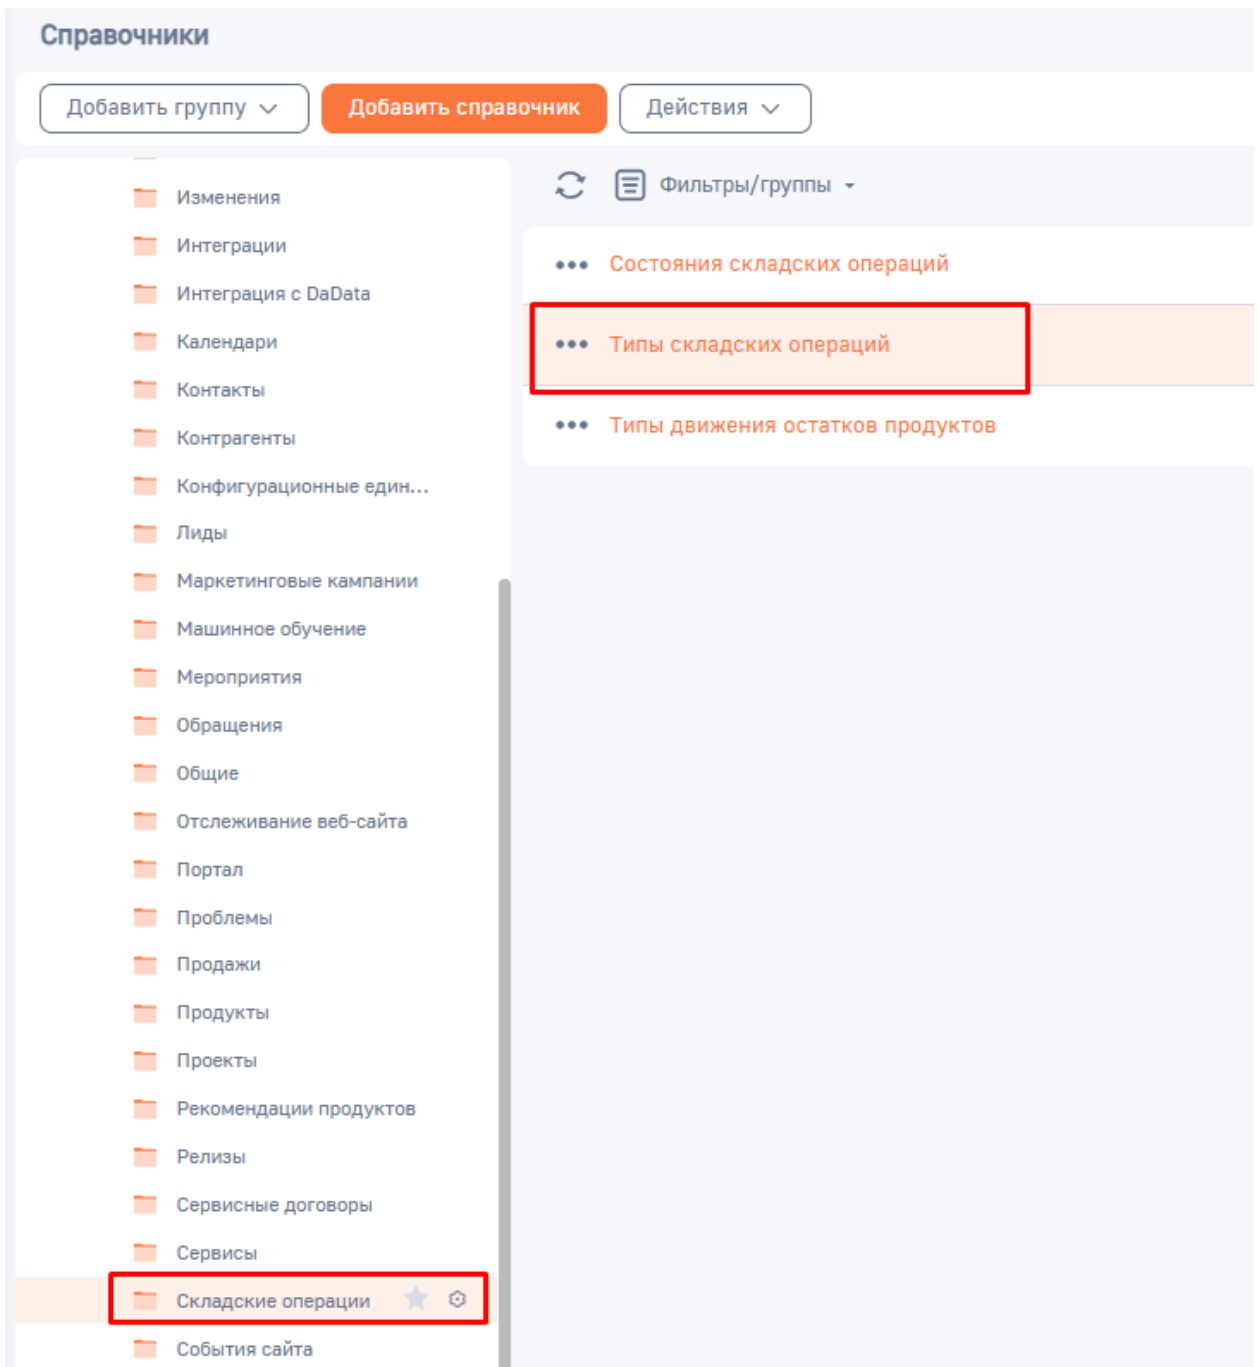 Справочники
Добавить группу
Добавить справочник
Действия
Изменения
Интеграции
Интеграция с DaData
Календари
Контакты
Контрагенты
Конфигурационные един...
Лиды
Маркетинговые кампании
Машинное обучение
Мероприятия
Обращения
Общие
Отслеживание веб-сайта
Портал
Проблемы
Продажи
Продукты
Проекты
Рекомендации продуктов
Релизы
Сервисные договоры
Сервисы
Складские операции
События сайта
Фильтры/группы
Состояния складских операций
Типы складских операций
Типы движения остатков продуктов